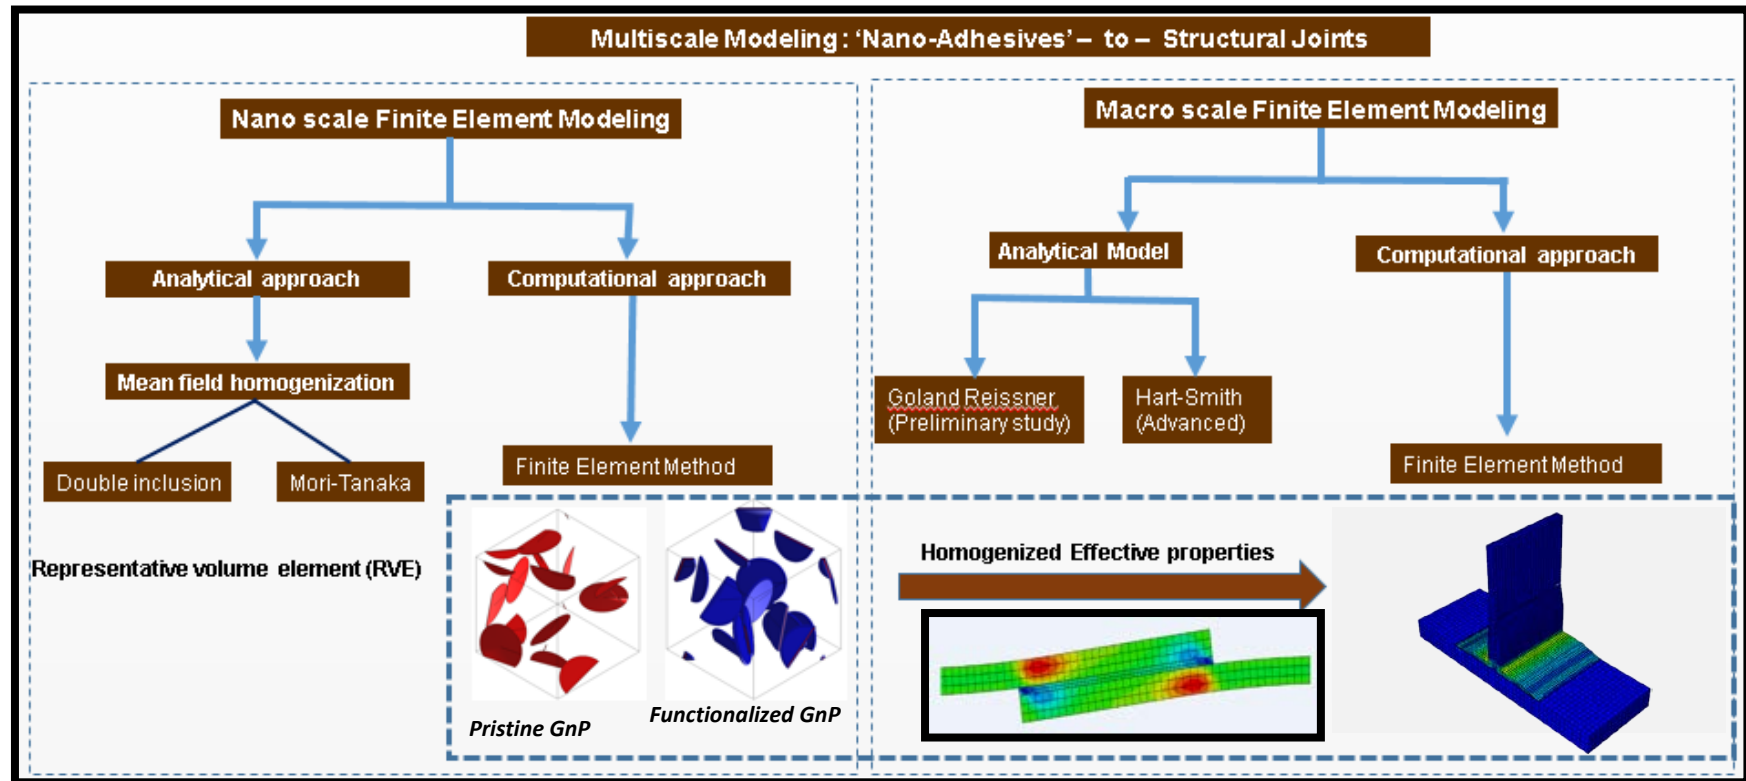 Multiscale Modeling: ‘Nano-Adhesives’ – to – Structural Joints
Nano scale Finite Element Modeling
Analytical approach
Computational approach
Mean field homogenization
Double inclusion
Mori-Tanaka
Finite Element Method
Representative volume element (RVE)
Pristine GnP
Functionalized GnP
Macro scale Finite Element Modeling
Analytical Model
Computational approach
Goland Reissner
(Preliminary study)
Hart-Smith
(Advanced)
Finite Element Method
Homogenized Effective properties